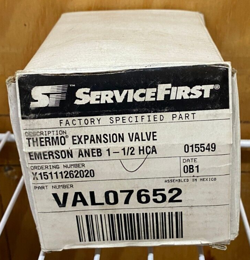 SF ServiceFirst®
FACTORY SPECIFIED PART
DESCRIPTION
THERMO EXPANSION VALVE
EMERSON ANEB 1-1/2 HCA 015549
ORDERING NUMBER DATE
X15111262020 0B1
PART NUMBER ASSEMBLED IN MEXICO
VAL07652